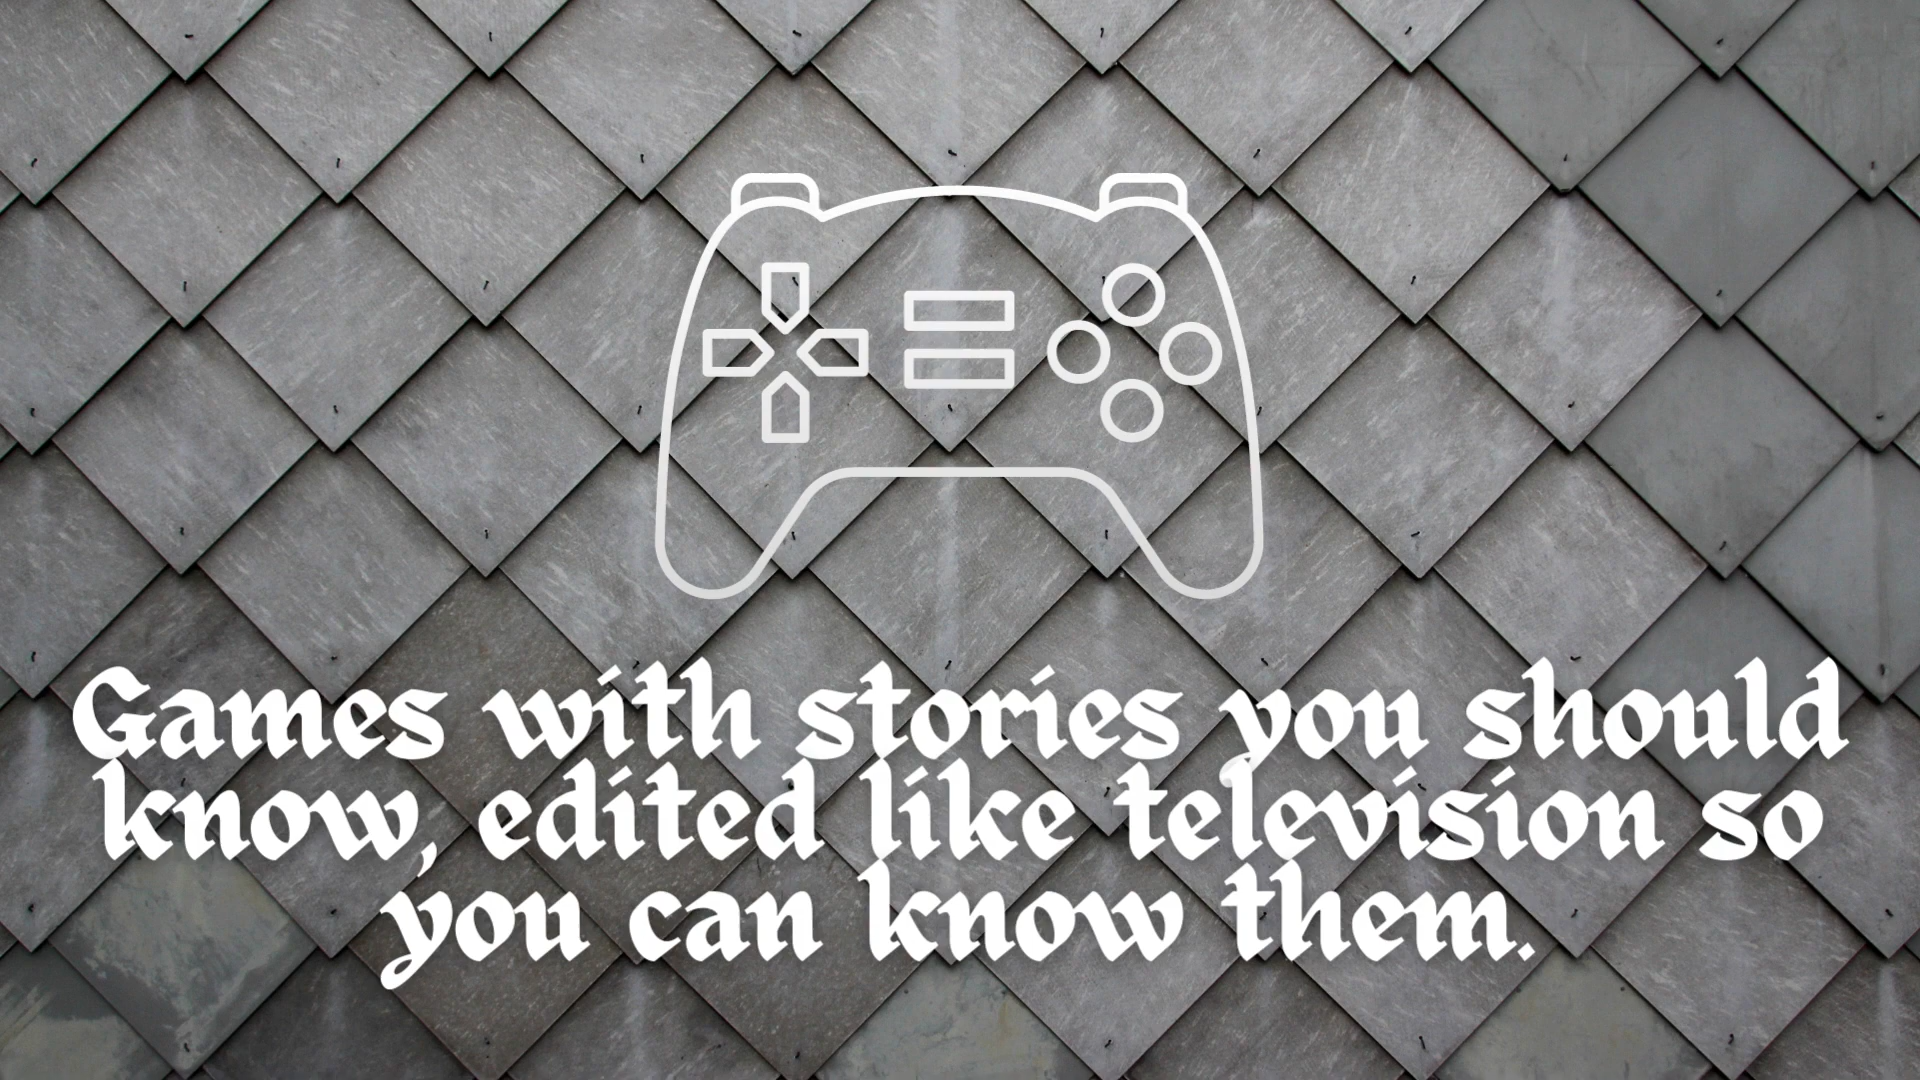 Games with stories you should
know, edited like television so
you can know them.